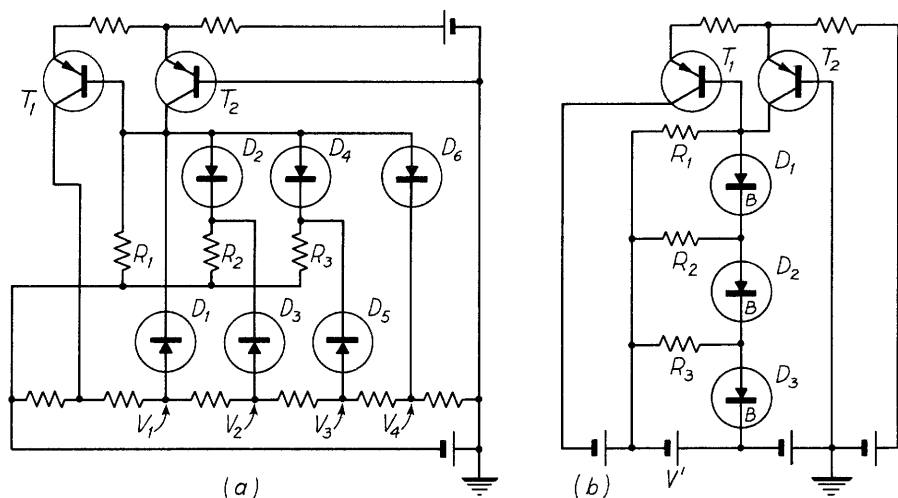 T1
T2
D2
D4
D6
R1
R2
R3
D1
D3
D5
V1
V2
V3
V4
(a)
T1
T2
R1
D1
B
R2
D2
B
R3
D3
B
V'
(b)